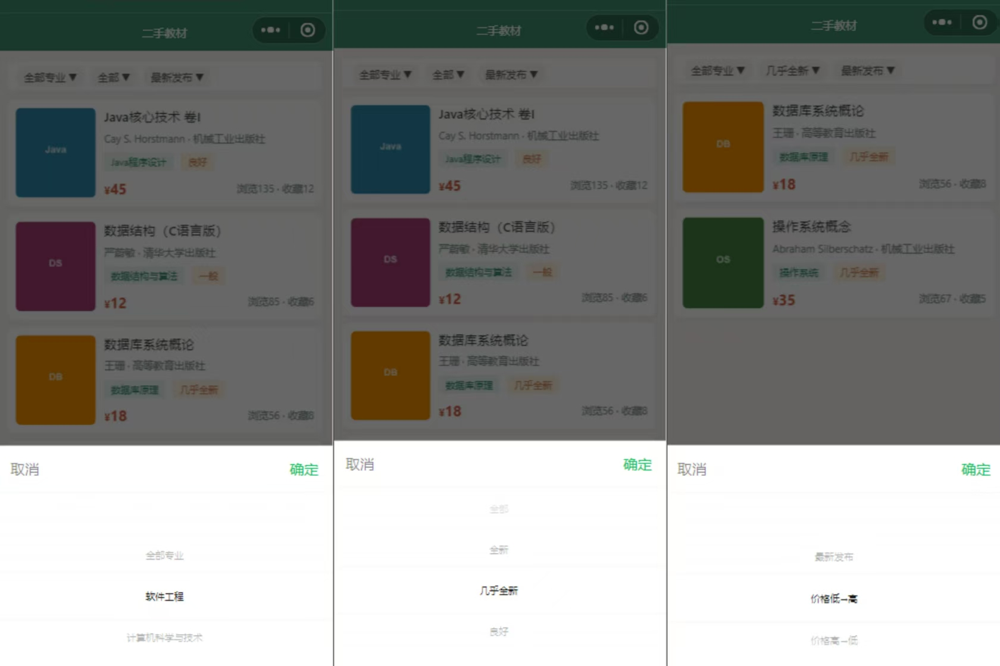 二手教材
全部专业▼ 全部▼ 最新发布▼
Java
Java核心技术 卷I
Cay S. Horstmann · 机械工业出版社
Java程序设计 良好
¥45 浏览135 · 收藏12
DS
数据结构（C语言版）
严蔚敏 · 清华大学出版社
数据结构与算法 一般
¥12 浏览85 · 收藏6
DB
数据库系统概论
王珊 · 高等教育出版社
数据库原理 几乎全新
¥18 浏览56 · 收藏8
取消 确定
全部专业
软件工程
计算机科学与技术
二手教材
全部专业▼ 全部▼ 最新发布▼
Java
Java核心技术 卷I
Cay S. Horstmann · 机械工业出版社
Java程序设计 良好
¥45 浏览135 · 收藏12
DS
数据结构（C语言版）
严蔚敏 · 清华大学出版社
数据结构与算法 一般
¥12 浏览85 · 收藏6
DB
数据库系统概论
王珊 · 高等教育出版社
数据库原理 几乎全新
¥18 浏览56 · 收藏8
取消 确定
全部
全新
几乎全新
良好
二手教材
全部专业▼ 几乎全新▼ 最新发布▼
DB
数据库系统概论
王珊 · 高等教育出版社
数据库原理 几乎全新
¥18 浏览56 · 收藏8
OS
操作系统概念
Abraham Silberschatz · 机械工业出版社
操作系统 几乎全新
¥35 浏览67 · 收藏5
取消 确定
最新发布
价格低→高
价格高→低